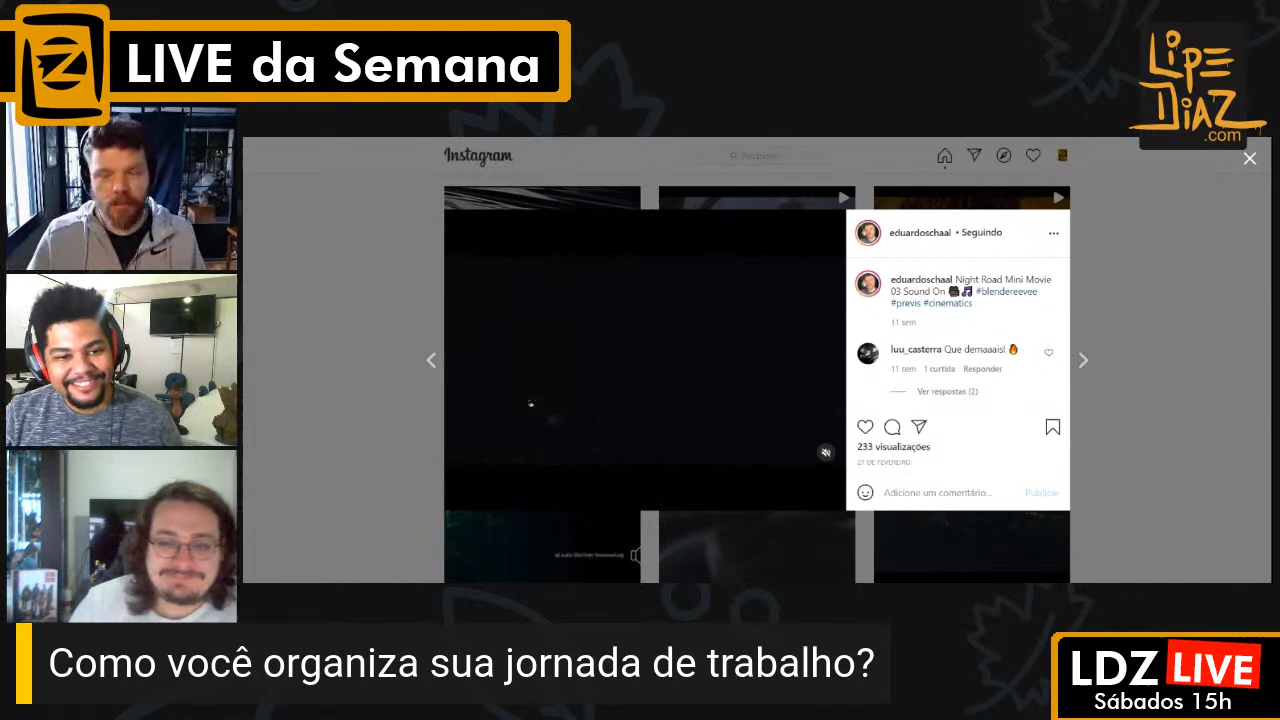 LIVE da Semana
LiPE
DiAZ
.com
Instagram
Pesquisar
eduardoschaal • Seguindo
eduardoschaal Night Road Mini Movie
03 Sound On #blendereevee
#previs #cinematics
11 sem
luu_casterra Que demaaais!
11 sem 1 curtida Responder
Ver respostas (2)
233 visualizações
27 DE FEVEREIRO
Adicione um comentário...
Publicar
Como você organiza sua jornada de trabalho?
LDZ LIVE
Sábados 15h